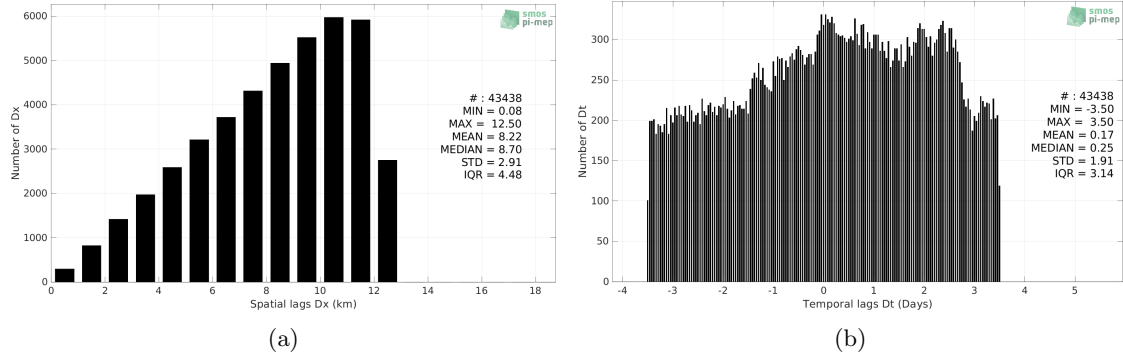 smos
pi-mep
6000
5000
4000
3000
2000
1000
0
Number of Dx
# : 43438
MIN = 0.08
MAX = 12.50
MEAN = 8.22
MEDIAN = 8.70
STD = 2.91
IQR = 4.48
0 2 4 6 8 10 12 14 16 18
Spatial lags Dx (km)
(a)
smos
pi-mep
300
250
200
150
100
50
0
Number of Dt
# : 43438
MIN = -3.50
MAX = 3.50
MEAN = 0.17
MEDIAN = 0.25
STD = 1.91
IQR = 3.14
-4 -3 -2 -1 0 1 2 3 4 5
Temporal lags Dt (Days)
(b)